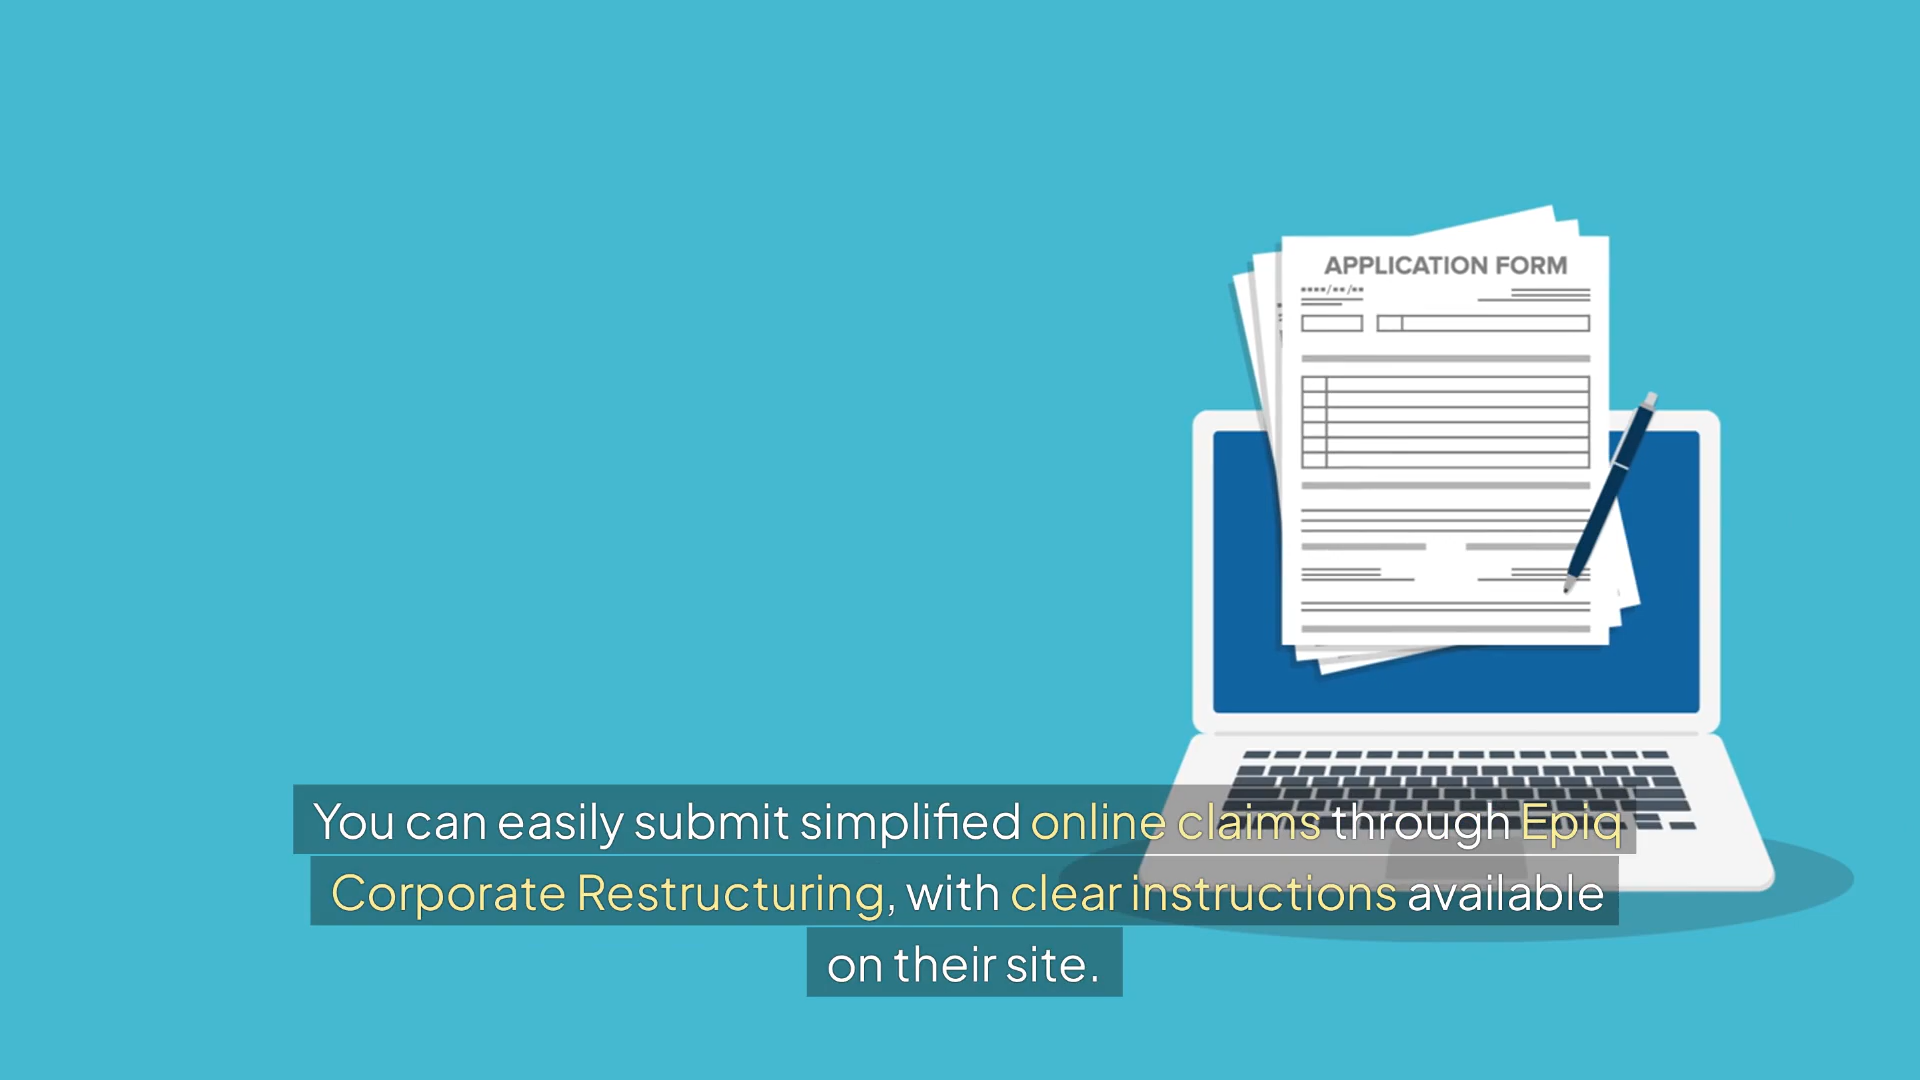 APPLICATION FORM
You can easily submit simplified online claims through Epiq
Corporate Restructuring, with clear instructions available
on their site.